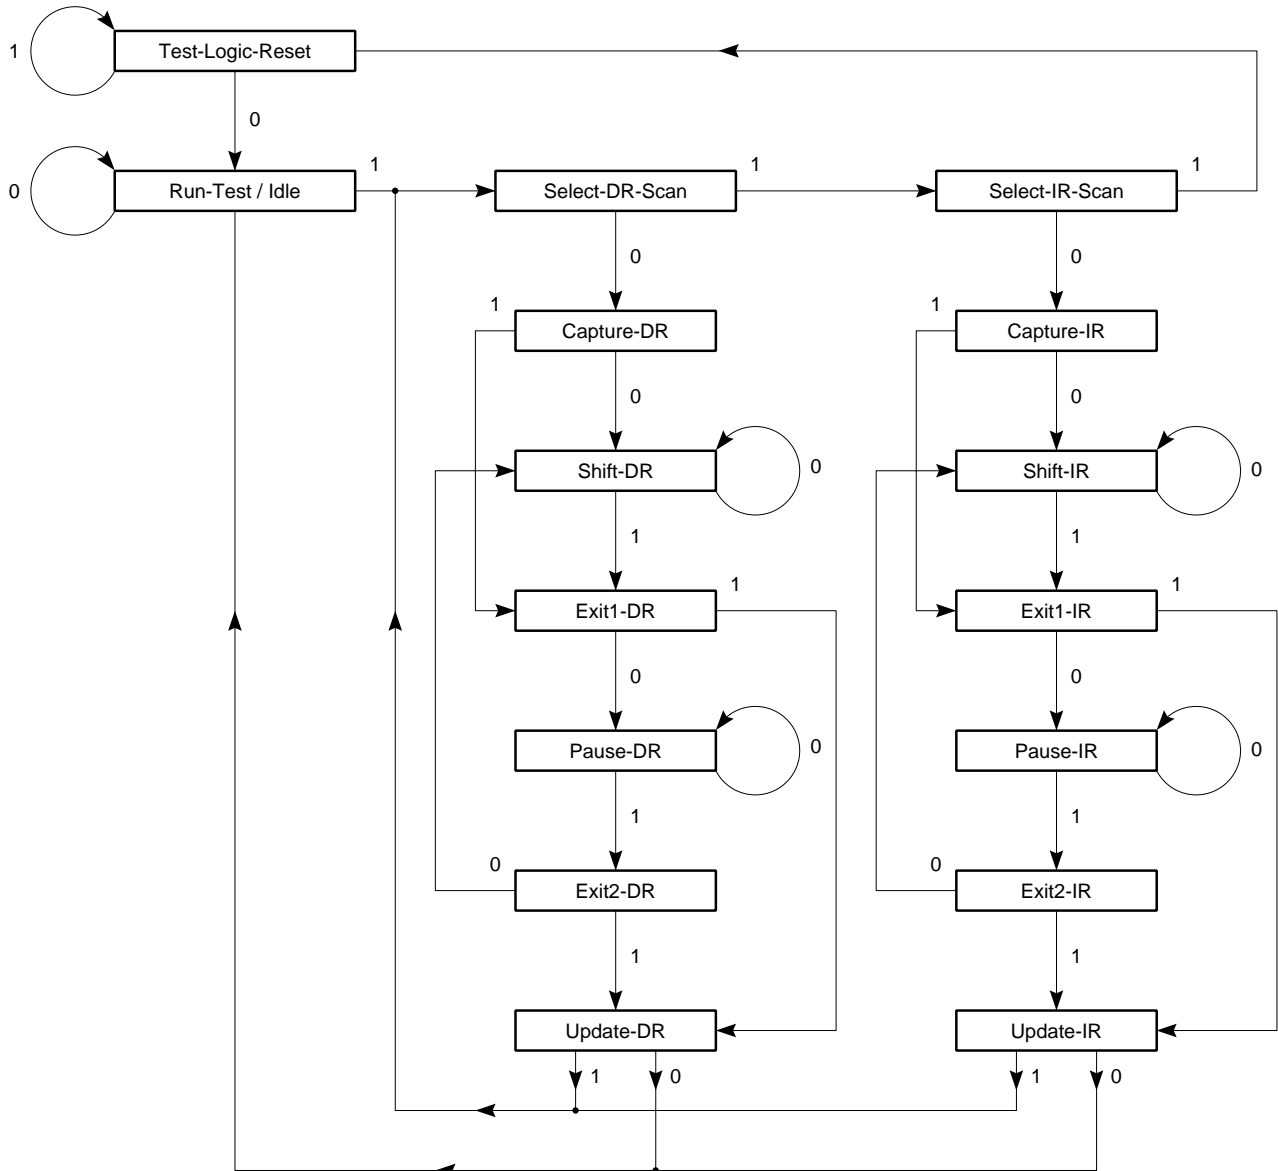 1
Test-Logic-Reset
0
0
Run-Test / Idle
1
Select-DR-Scan
1
Select-IR-Scan
1
0
0
1
Capture-DR
1
Capture-IR
0
0
Shift-DR
0
Shift-IR
0
1
1
Exit1-DR
1
Exit1-IR
1
0
0
Pause-DR
0
Pause-IR
0
1
1
0
Exit2-DR
0
Exit2-IR
1
1
Update-DR
Update-IR
1
0
1
0